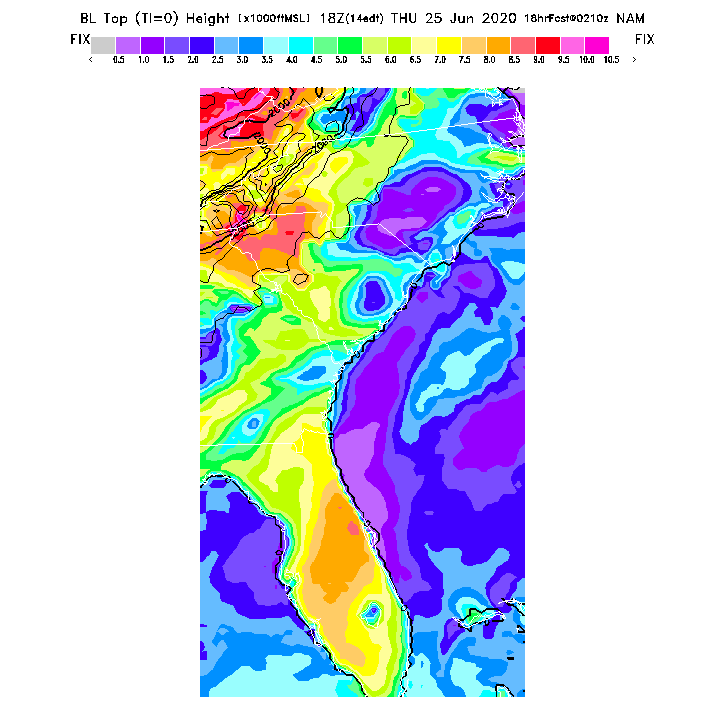 BL Top (TI=0) Height [x1000ftMSL] 18Z(14edt) THU 25 Jun 2020 18hrFcst@0210z NAM
FIX FIX
< 0.5 1.0 1.5 2.0 2.5 3.0 3.5 4.0 4.5 5.0 5.5 6.0 6.5 7.0 7.5 8.0 8.5 9.0 9.5 10.0 10.5 >
2000
2000
2000